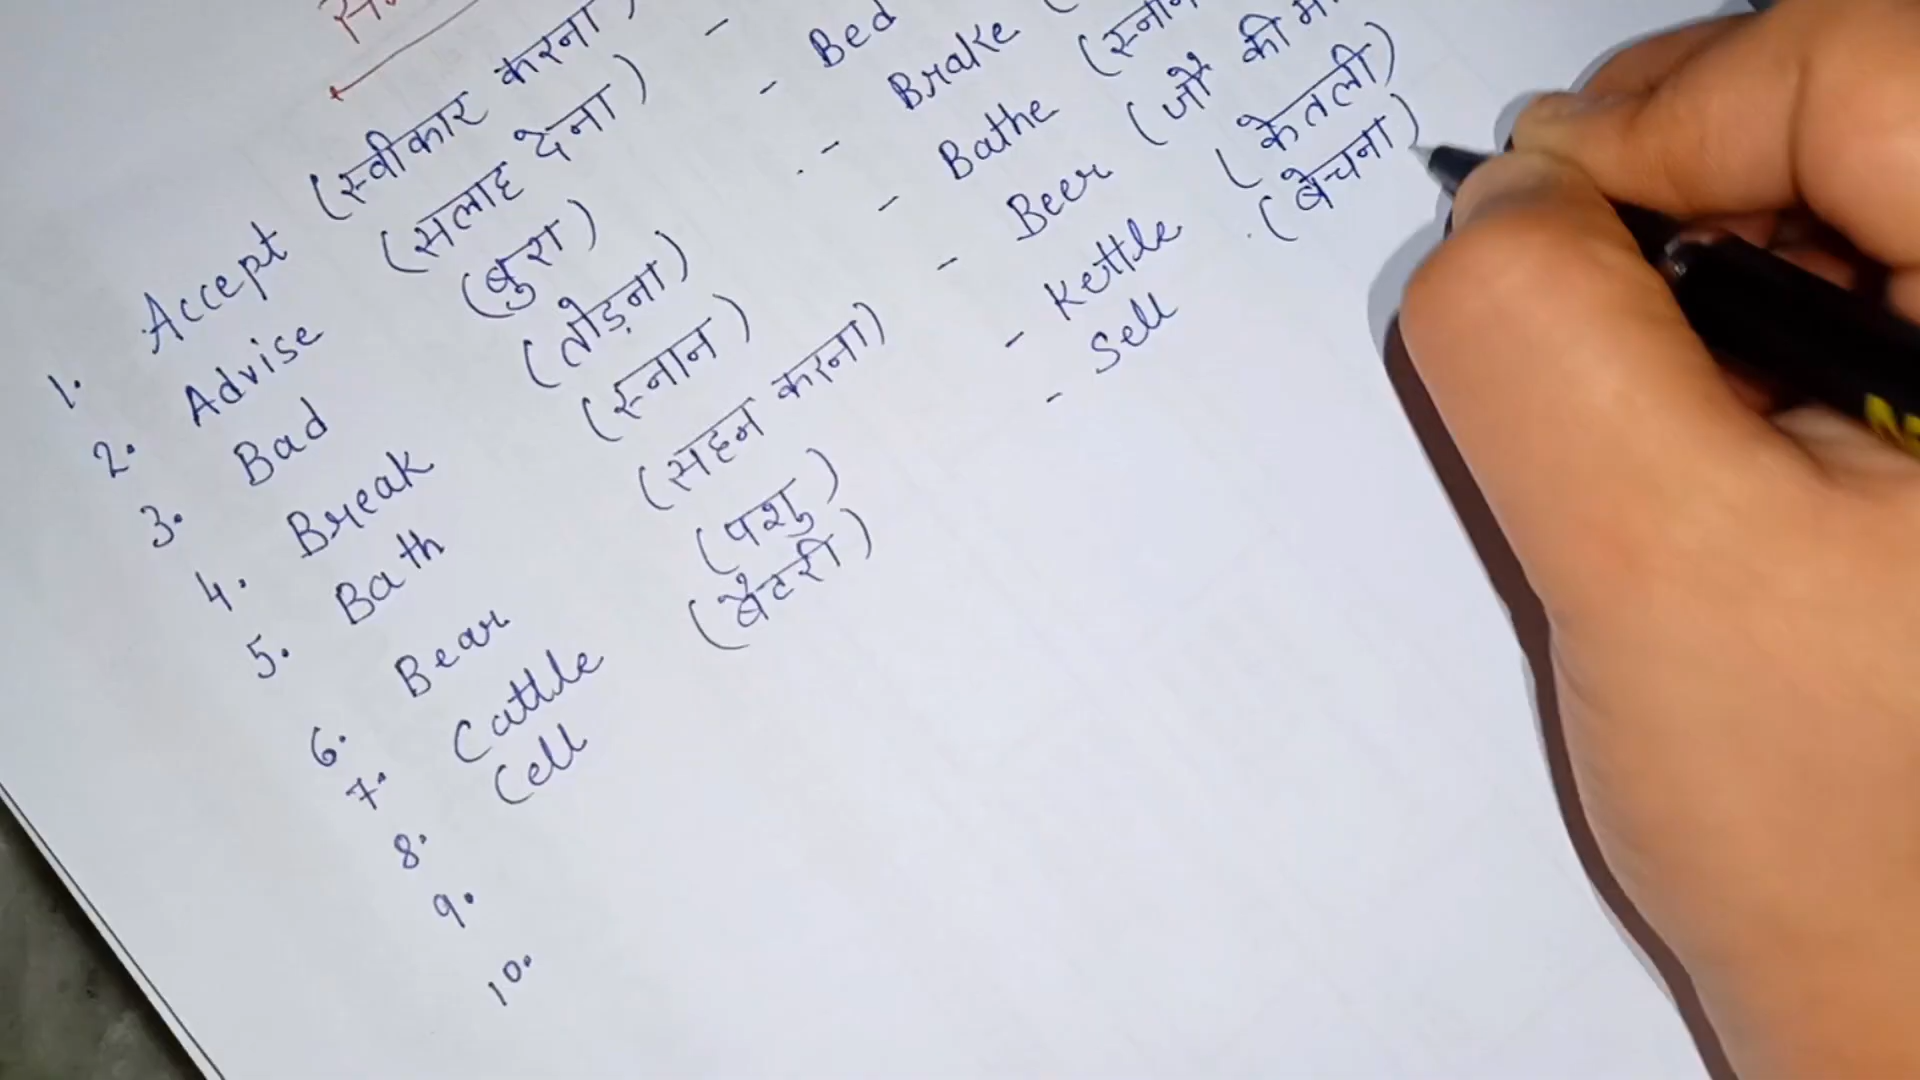 1. Accept (स्वीकार करना) -
2. Advise (सलाह देना) -
3. Bad (बुरा) - Bed
4. Break (तोड़ना) - Brake (
5. Bath (स्नान) - Bathe (स्नान
6. Bear (सहन करना) - Beer (जौ की
7. Cattle (पशु) - Kettle (केतली)
8. Cell (बैटरी) - Sell (बेचना)
9.
10.